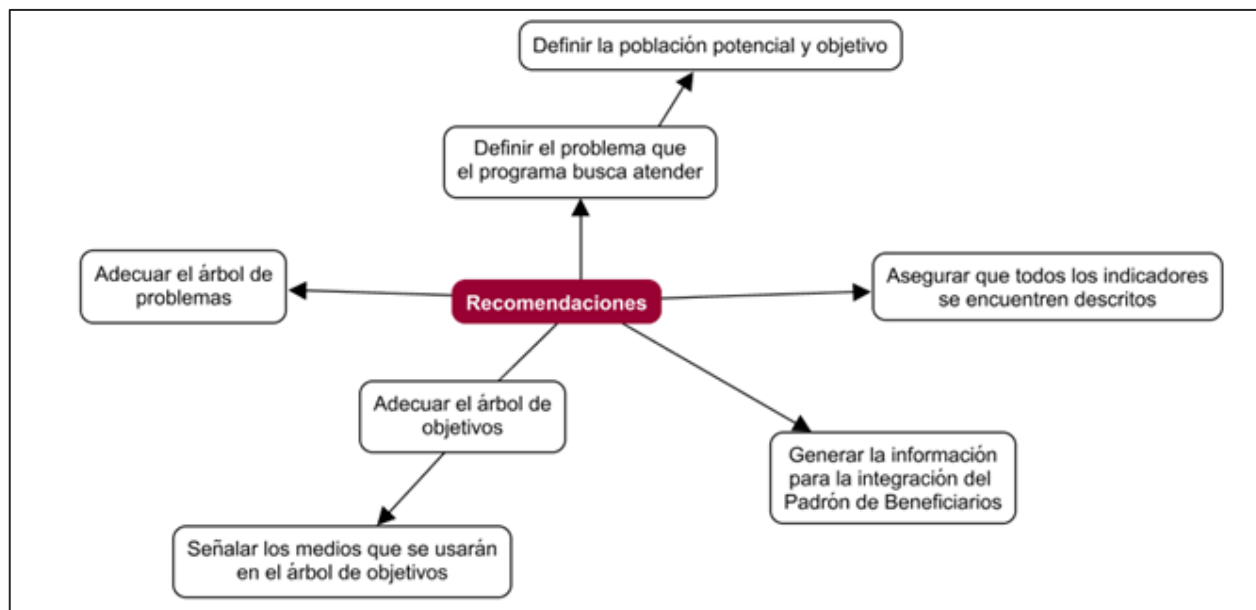 Definir la población potencial y objetivo
Definir el problema que
el programa busca atender
Adecuar el árbol de
problemas
Recomendaciones
Asegurar que todos los indicadores
se encuentren descritos
Adecuar el árbol de
objetivos
Generar la información
para la integración del
Padrón de Beneficiarios
Señalar los medios que se usarán
en el árbol de objetivos